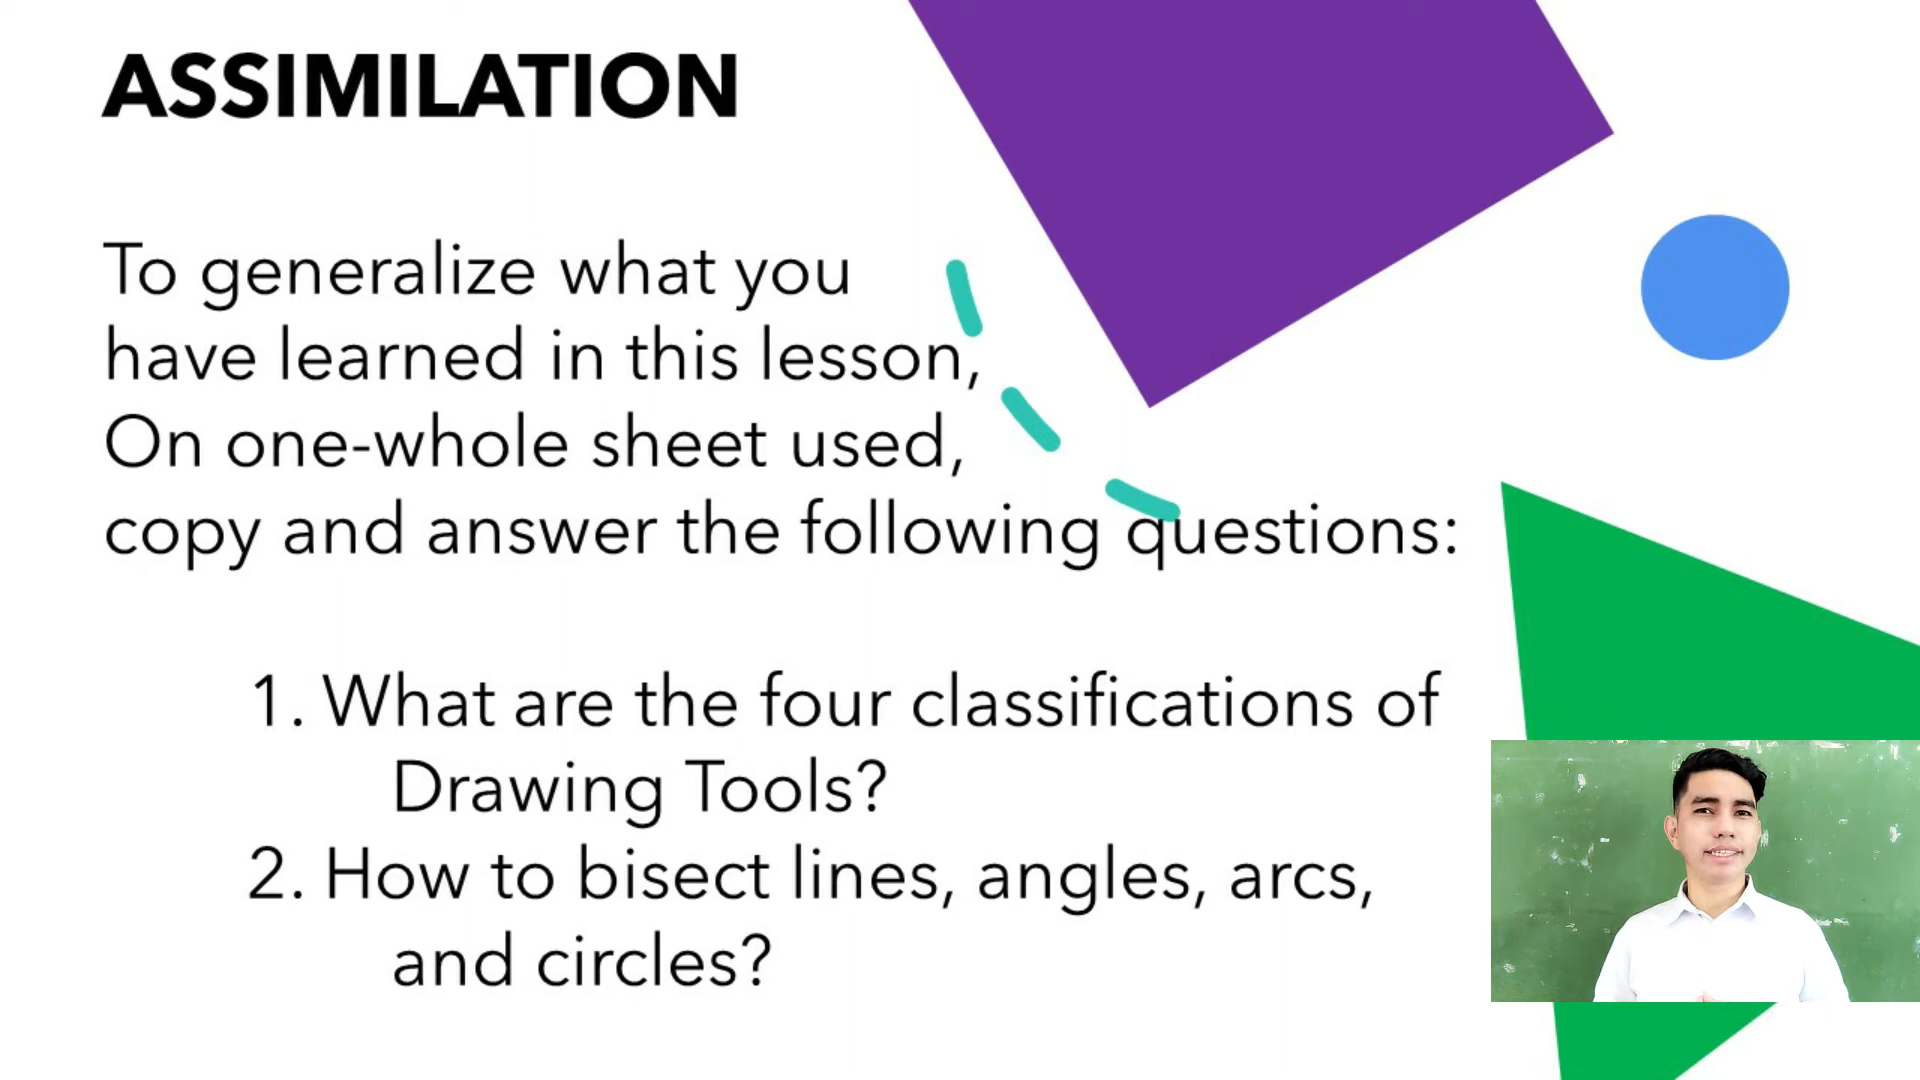 ASSIMILATION
To generalize what you
have learned in this lesson,
On one-whole sheet used,
copy and answer the following questions:
1. What are the four classifications of
Drawing Tools?
2. How to bisect lines, angles, arcs,
and circles?